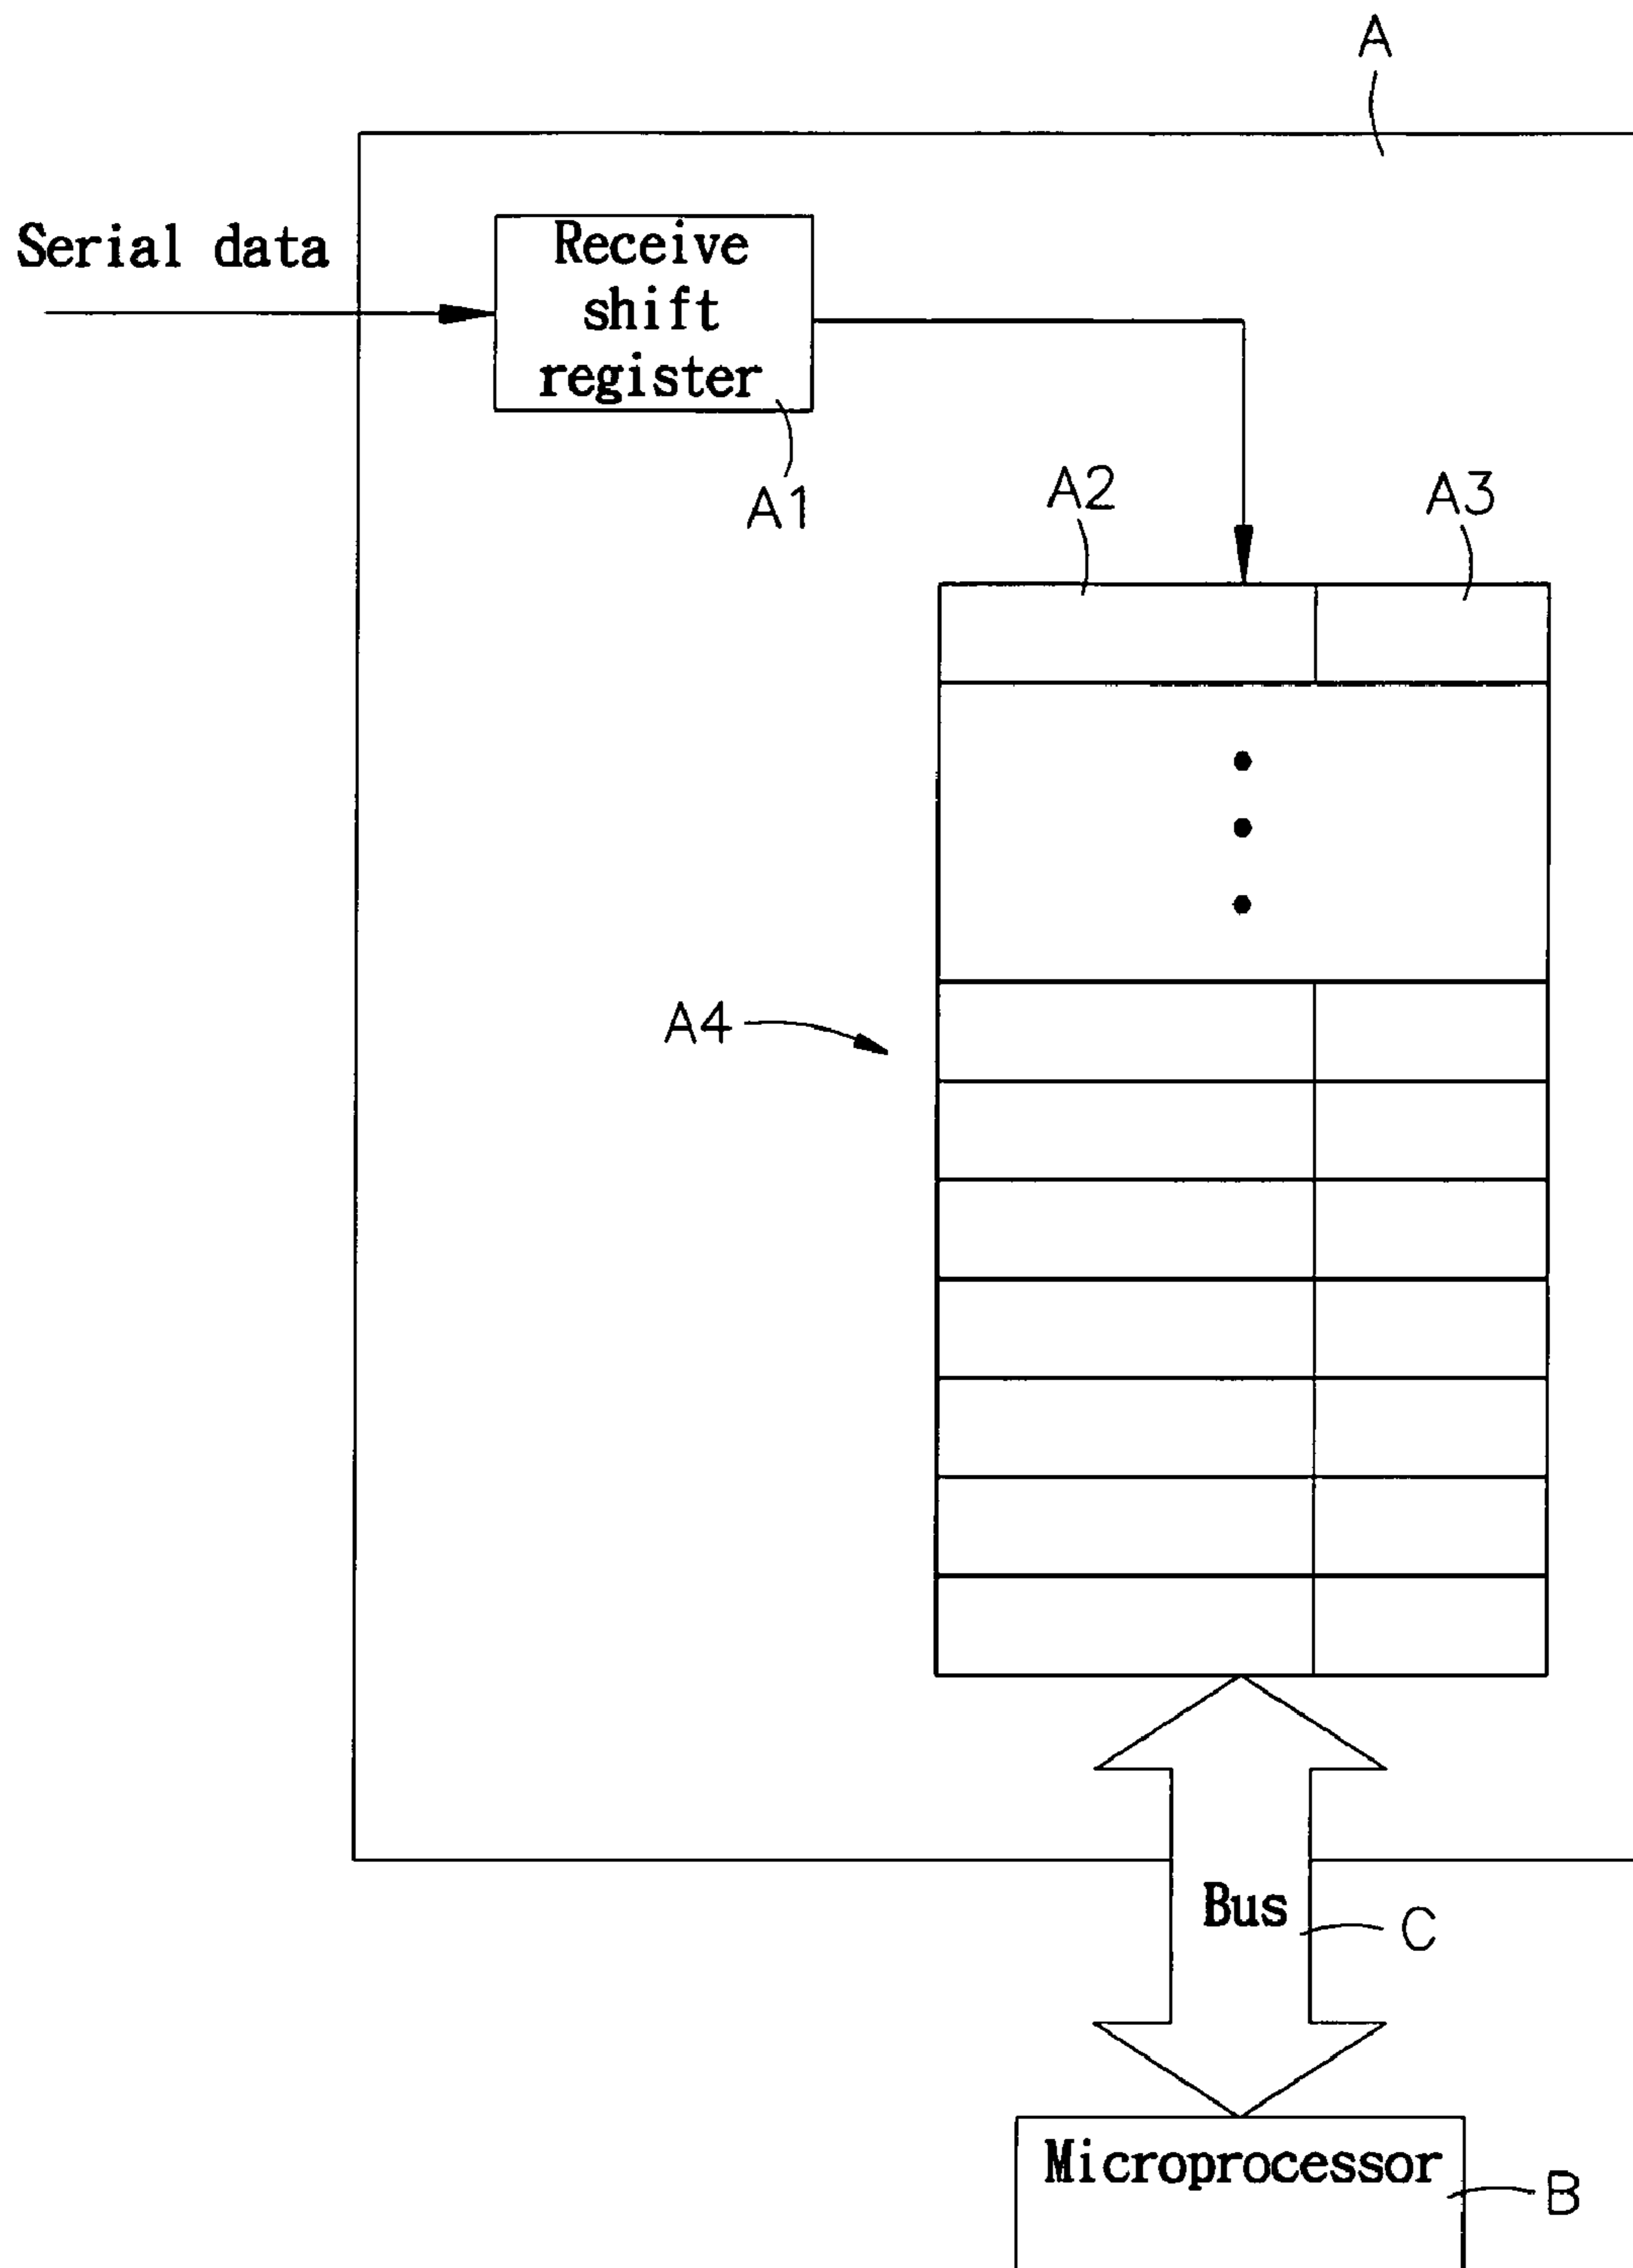 A
Serial data
Receive
shift
register
A1
A2
A3
A4
Bus
C
Microprocessor
B